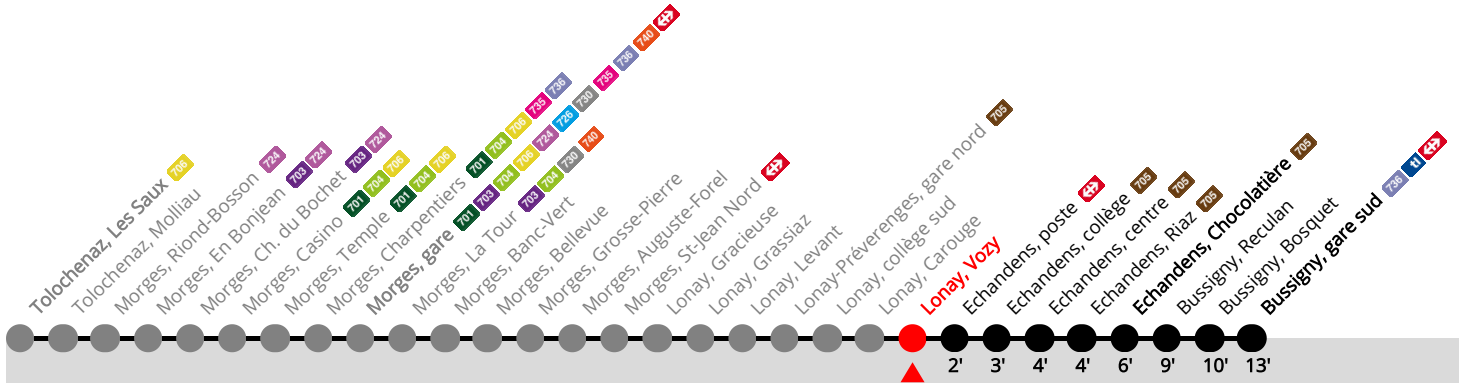 Tolochenaz, Les Saux 706
Tolochenaz, Molliau
Morges, Riond-Bosson 724
Morges, En Bonjean 703 724
Morges, Ch. du Bochet 703 724
Morges, Casino 701 704 706
Morges, Temple 701 704 706
Morges, Charpentiers 701 704 706 735 736
Morges, gare 701 703 704 706 724 726 730 735 736 740
Morges, La Tour 703 704 730 740
Morges, Banc-Vert
Morges, Bellevue
Morges, Grosse-Pierre
Morges, Auguste-Forel
Morges, St-Jean Nord
Lonay, Gracieuse
Lonay, Grassiaz
Lonay, Levant
Lonay-Préverenges, gare nord 705
Lonay, collège sud
Lonay, Carouge
Lonay, Vozy
Echandens, poste
Echandens, collège 705
Echandens, centre 705
Echandens, Riaz 705
Echandens, Chocolatière 705
Bussigny, Reculan
Bussigny, Bosquet
Bussigny, gare sud 736 tl
2' 3' 4' 4' 6' 9' 10' 13'